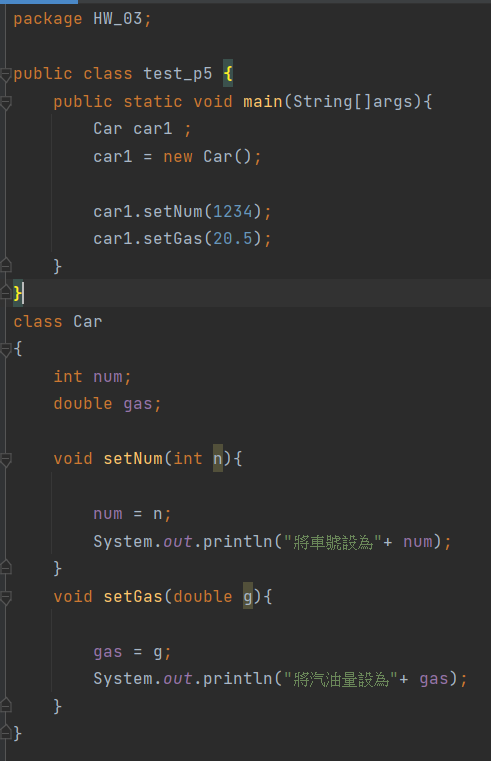 package HW_03;
public class test_p5 {
public static void main(String[]args){
Car car1 ;
car1 = new Car();
car1.setNum(1234);
car1.setGas(20.5);
}
}
class Car
{
int num;
double gas;
void setNum(int n){
num = n;
System.out.println("將車號設為"+ num);
}
void setGas(double g){
gas = g;
System.out.println("將汽油量設為"+ gas);
}
}